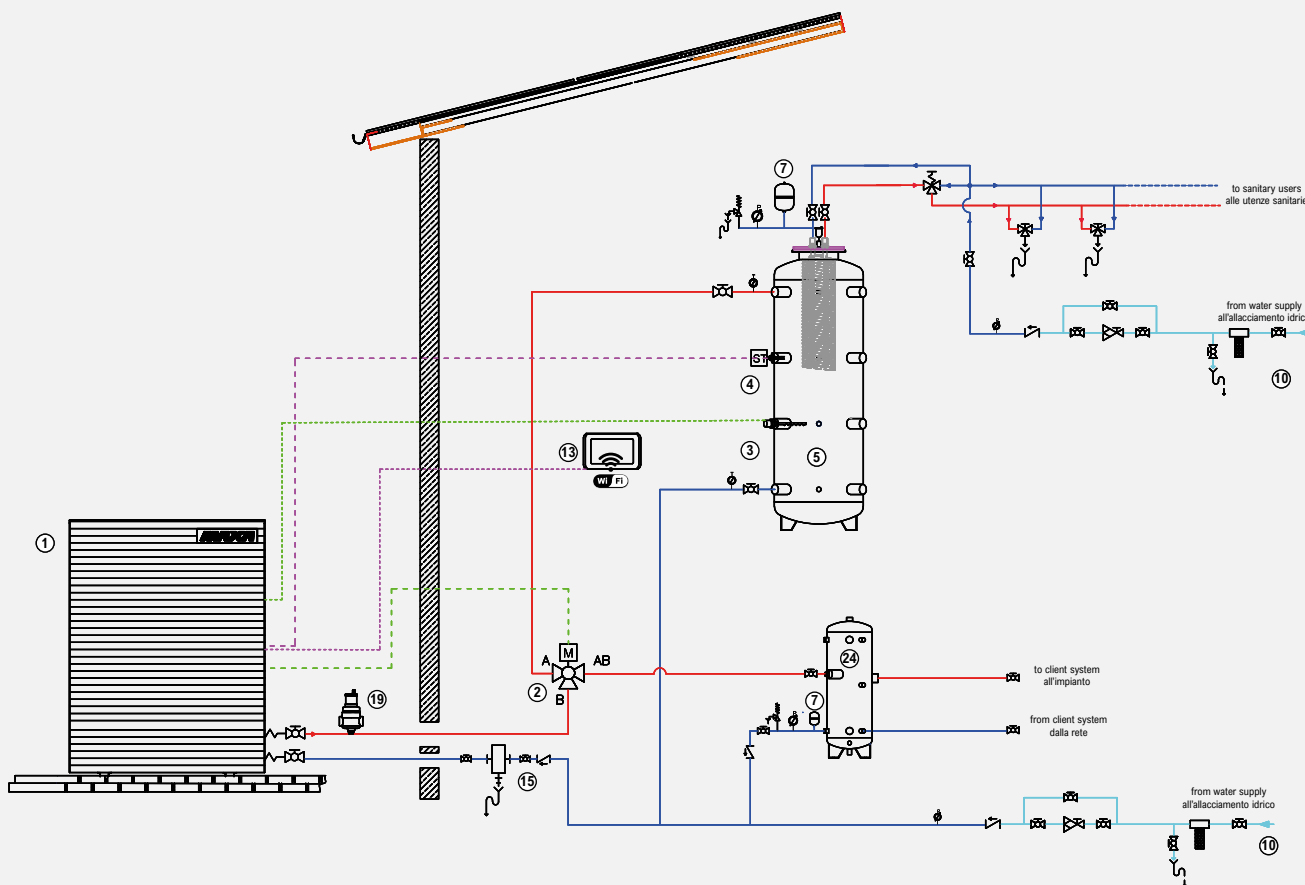 7
to sanitary users
alle utenze sanitarie
P
T
from water supply
all'allacciamento idrico
P
10
ST
4
13
3
5
Wi Fi
T
1
MAXA
M
A
AB
24
2
B
to client system
all'impianto
19
7
P
from client system
dalla rete
15
from water supply
all'allacciamento idrico
P
10